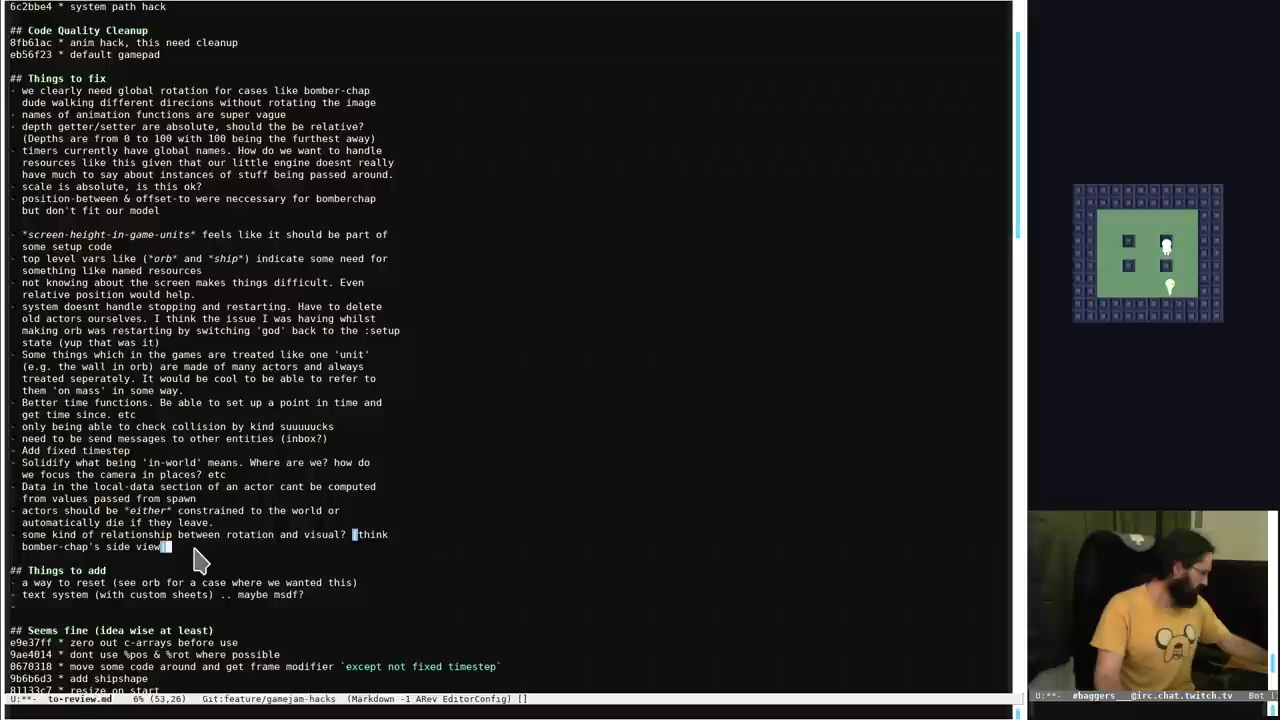 6c2bbe4 * system path hack
## Code Quality Cleanup
8fb61ac * anim hack, this need cleanup
eb56f23 * default gamepad
## Things to fix
- we clearly need global rotation for cases like bomber-chap
dude walking different direcions without rotating the image
- names of animation functions are super vague
- depth getter/setter are absolute, should the be relative?
(Depths are from 0 to 100 with 100 being the furthest away)
- timers currently have global names. How do we want to handle
resources like this given that our little engine doesnt really
have much to say about instances of stuff being passed around.
- scale is absolute, is this ok?
- position-between & offset-to were neccessary for bomberchap
but don't fit our model
- *screen-height-in-game-units* feels like it should be part of
some setup code
- top level vars like (*orb* and *ship*) indicate some need for
something like named resources
- not knowing about the screen makes things difficult. Even
relative position would help.
- system doesnt handle stopping and restarting. Have to delete
old actors ourselves. I think the issue I was having whilst
making orb was restarting by switching 'god' back to the :setup
state (yup that was it)
- Some things which in the games are treated like one 'unit'
(e.g. the wall in orb) are made of many actors and always
treated seperately. It would be cool to be able to refer to
them 'on mass' in some way.
- Better time functions. Be able to set up a point in time and
get time since. etc
- only being able to check collision by kind suuuuucks
- need to be send messages to other entities (inbox?)
- Add fixed timestep
- Solidify what being 'in-world' means. Where are we? how do
we focus the camera in places? etc
- Data in the local-data section of an actor cant be computed
from values passed from spawn
- actors should be *either* constrained to the world or
automatically die if they leave.
- some kind of relationship between rotation and visual? [think
bomber-chap's side view]
## Things to add
- a way to reset (see orb for a case where we wanted this)
- text system (with custom sheets) .. maybe msdf?
-
## Seems fine (idea wise at least)
e9e37ff * zero out c-arrays before use
9ae4014 * dont use %pos & %rot where possible
0670318 * move some code around and get frame modifier `except not fixed timestep`
9b6b6d3 * add shipshape
81133c7 * resize on start
U:**- to-review.md 6% (53,26) Git:feature/gamejam-hacks (Markdown -1 ARev EditorConfig) []
U:**- #baggers__@irc.chat.twitch.tv Bot